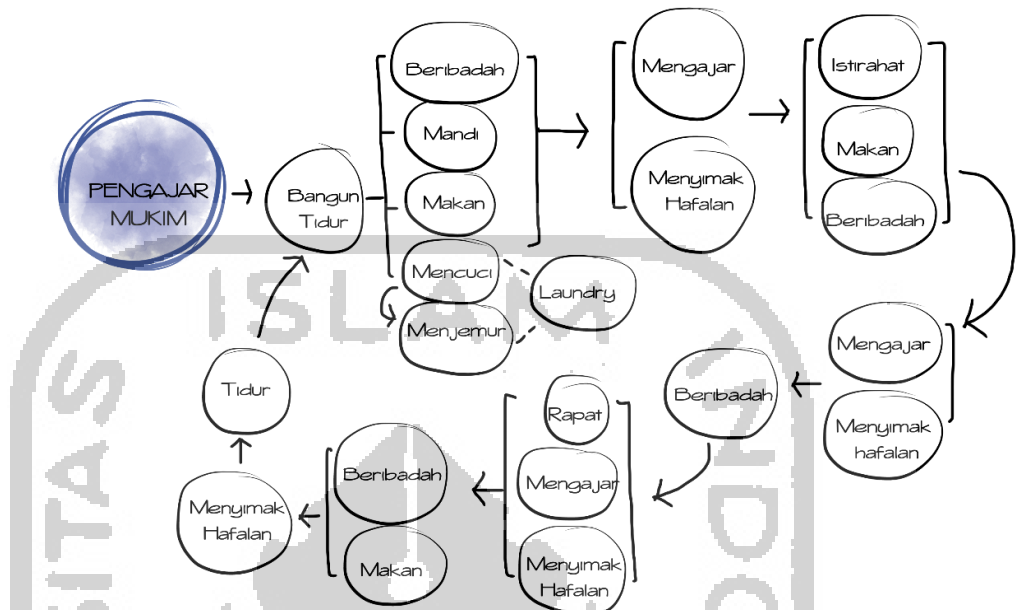 PENGAJAR
MUKIM
Bangun
Tidur
Beribadah
Mandi
Makan
Mencuci
Menjemur
Laundry
Mengajar
Menyimak
Hafalan
Istirahat
Makan
Beribadah
Mengajar
Menyimak
hafalan
Beribadah
Rapat
Mengajar
Menyimak
Hafalan
Beribadah
Makan
Menyimak
Hafalan
Tidur
ISLAM